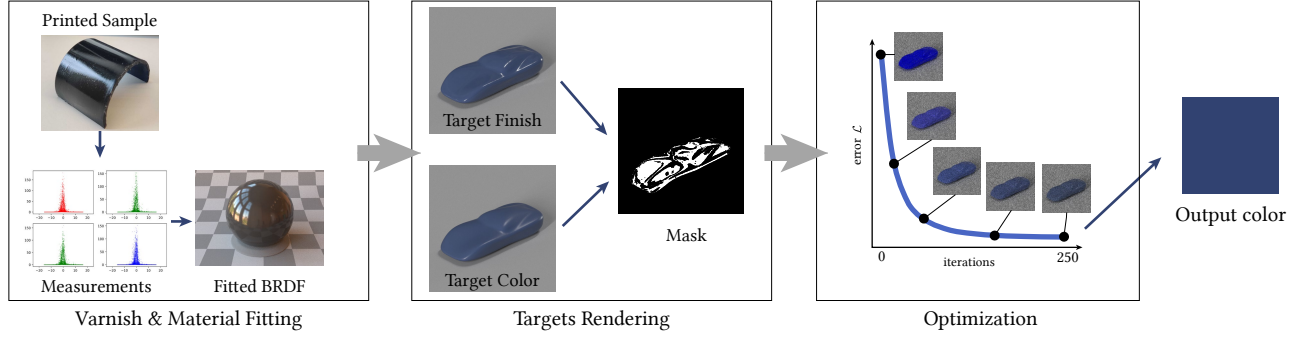 Printed Sample
Measurements
Fitted BRDF
Varnish & Material Fitting
Target Finish
Target Color
Mask
Targets Rendering
error ℒ
0
iterations
250
Optimization
Output color